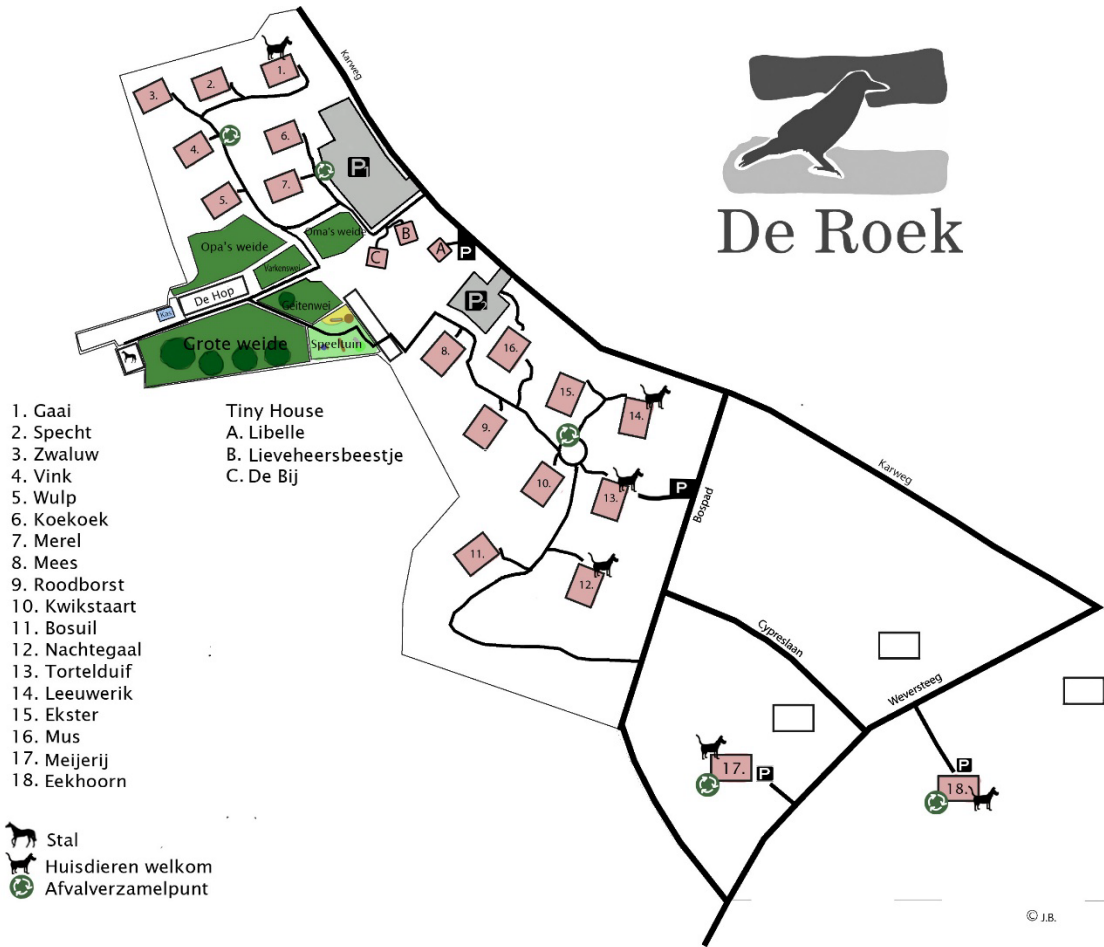 Karweg
1.
2.
3.
4.
5.
6.
7.
P1
De Roek
Opa's weide
Oma's weide
Varkenswei
B
C
A
P
De Hop
Kas
Geitenwei
P2
Grote weide
Speeltuin
8.
16.
15.
14.
9.
10.
13.
P
Bospad
Karweg
11.
12.
Cypreslaan
Weversteeg
17.
P
P
18.
1. Gaai
2. Specht
3. Zwaluw
4. Vink
5. Wulp
6. Koekoek
7. Merel
8. Mees
9. Roodborst
10. Kwikstaart
11. Bosuil
12. Nachtegaal
13. Tortelduif
14. Leeuwerik
15. Ekster
16. Mus
17. Meijerij
18. Eekhoorn
Tiny House
A. Libelle
B. Lieveheersbeestje
C. De Bij
Stal
Huisdieren welkom
Afvalverzamelpunt
© J.B.